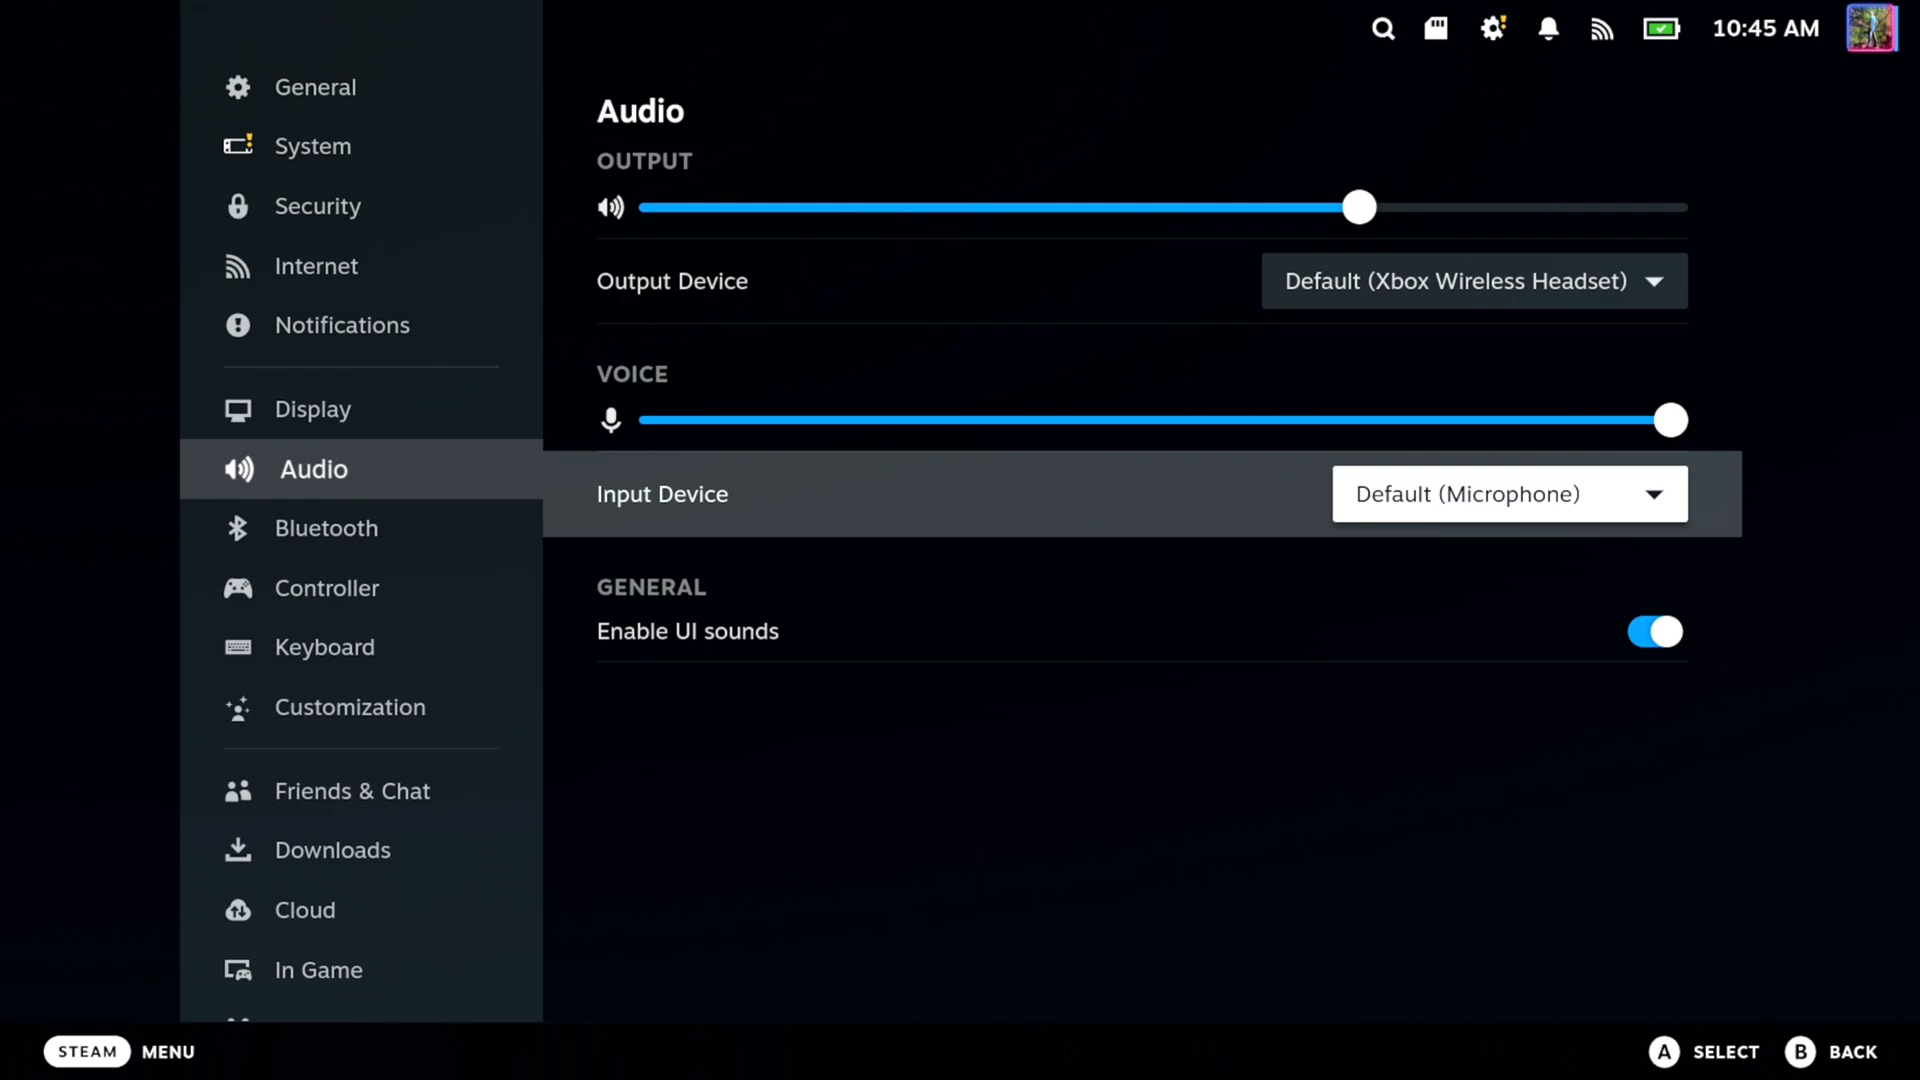 10:45 AM
General
System
Security
Internet
Notifications
Display
Audio
Bluetooth
Controller
Keyboard
Customization
Friends & Chat
Downloads
Cloud
In Game
Audio
OUTPUT
Output Device
Default (Xbox Wireless Headset)
VOICE
Input Device
Default (Microphone)
GENERAL
Enable UI sounds
STEAM MENU
A SELECT B BACK